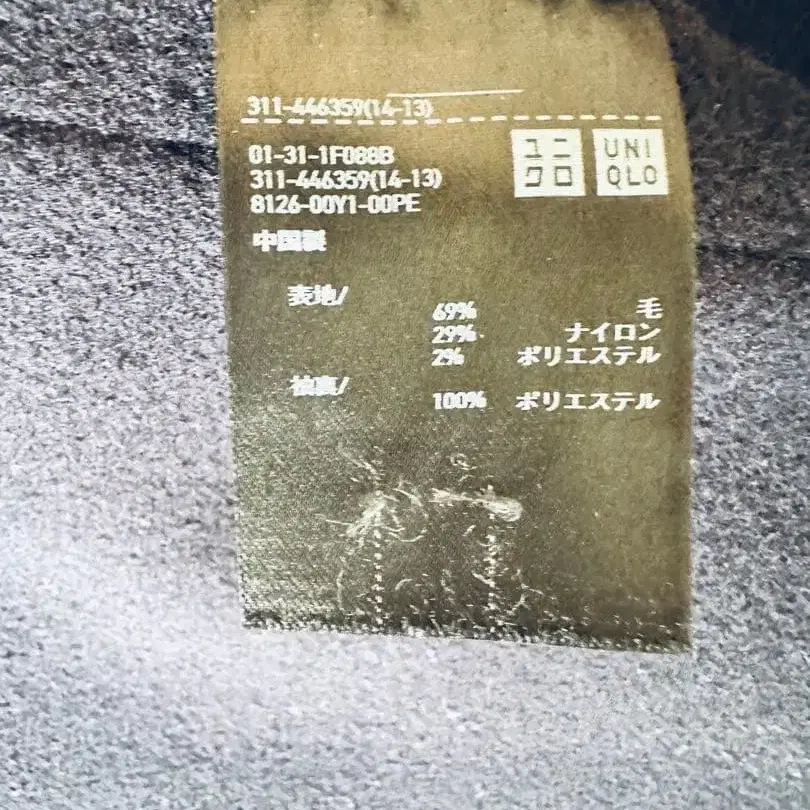 311-446359(14-13)
01-31-1F088B
311-446359(14-13)
8126-00Y1-00PE
ユニ
クロ
UNI
QLO
中国製
表地/
69% 毛
29% ナイロン
2% ポリエステル
袖裏/
100% ポリエステル